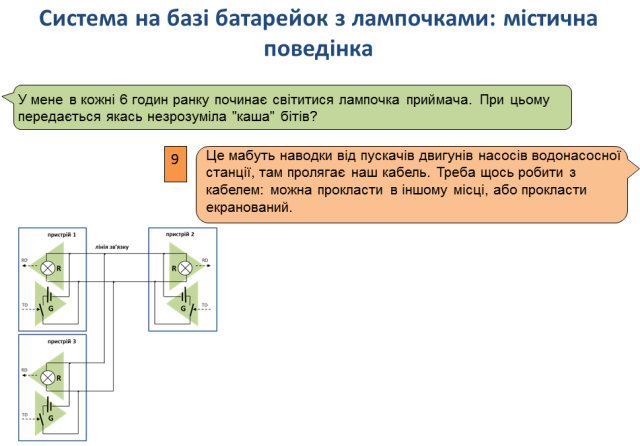 Система на базі батарейок з лампочками: містична
поведінка
У мене в кожні 6 годин ранку починає світитися лампочка приймача. При цьому
передається якась незрозуміла "каша" бітів?
9
Це мабуть наводки від пускачів двигунів насосів водонасосної
станції, там пролягає наш кабель. Треба щось робити з
кабелем: можна прокласти в іншому місці, або прокласти
екранований.
пристрій 1
лінія зв'язку
пристрій 2
RD
R
R
RD
TD
G
G
TD
пристрій 3
RD
R
TD
G